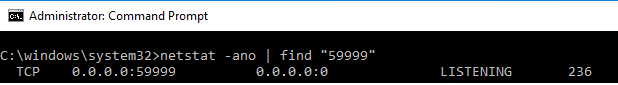 Administrator: Command Prompt
C:\windows\system32>netstat -ano | find "59999"
TCP    0.0.0.0:59999          0.0.0.0:0              LISTENING       236